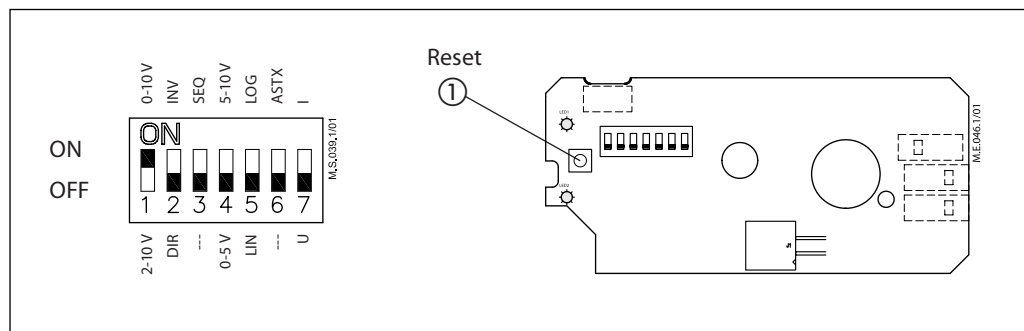 0-10 V
INV
SEQ
5-10 V
LOG
ASTX
I
ON
ON
OFF
1 2 3 4 5 6 7
2-10 V
DIR
---
0-5 V
LIN
---
U
M.S.039.1/01
Reset
1
LED1
LED2
M.E.046.1/01